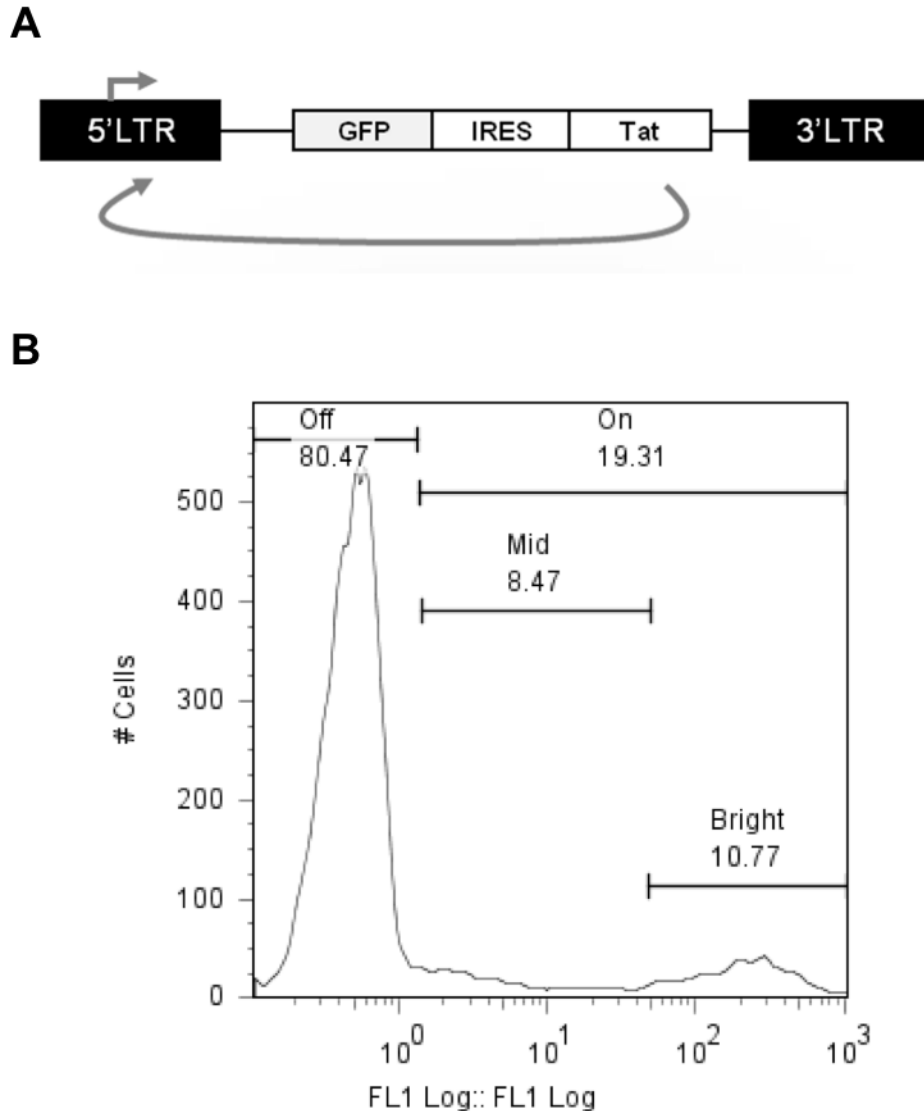 A
5'LTR GFP IRES Tat 3'LTR
B
Off On
80.47 19.31
500
Mid
8.47
400
300
200
Bright
10.77
100
0
10^0 10^1 10^2 10^3
# Cells
FL1 Log:: FL1 Log